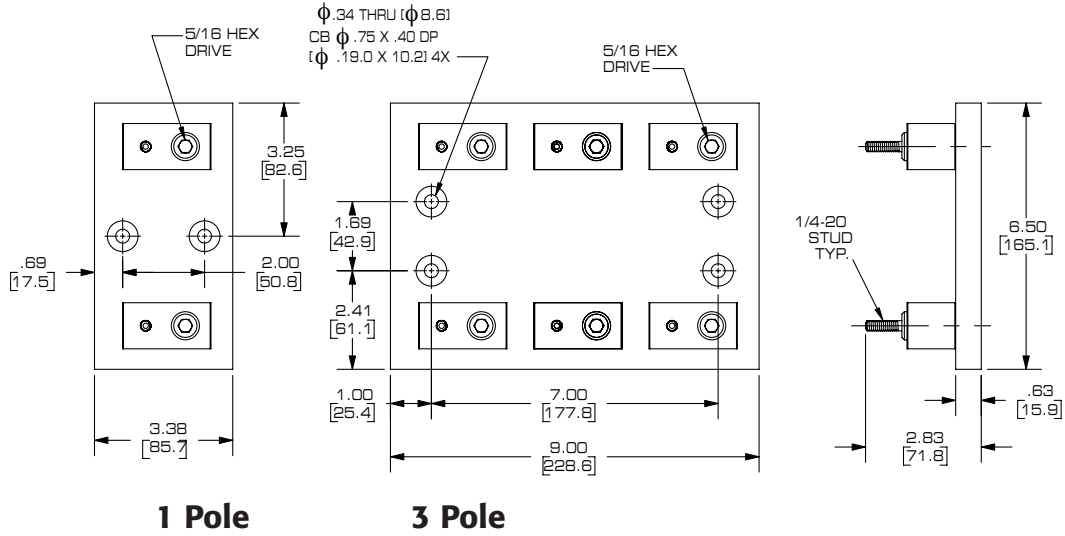 ϕ.34 THRU [ϕ8.6]
CB ϕ .75 X .40 DP
[ϕ .19.0 X 10.2] 4X
5/16 HEX
DRIVE
5/16 HEX
DRIVE
3.25
[82.6]
.69
[17.5]
2.00
[50.8]
3.38
[85.7]
1.69
[42.9]
2.41
[61.1]
1.00
[25.4]
7.00
[177.8]
9.00
[228.6]
1/4-20
STUD
TYP.
6.50
[165.1]
.63
[15.9]
2.83
[71.8]
1 Pole
3 Pole